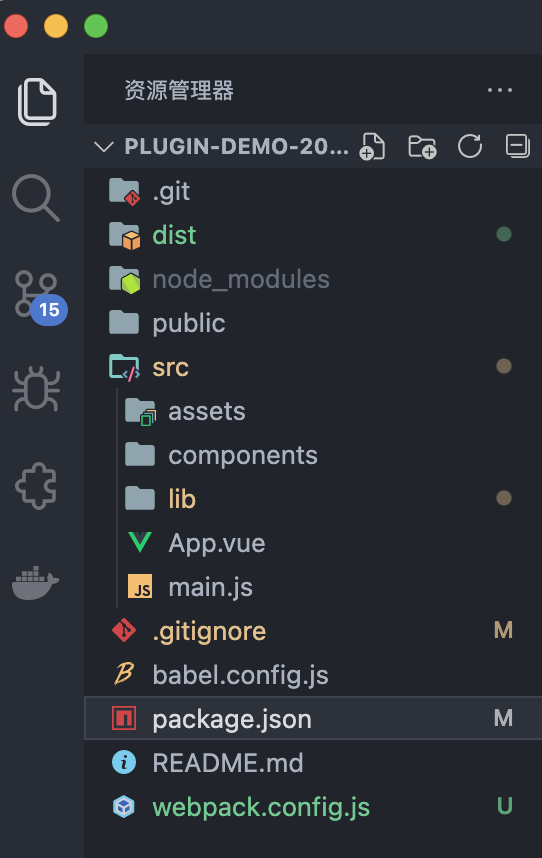 资源管理器
PLUGIN-DEMO-20...
.git
dist
node_modules
15
public
src
assets
components
lib
App.vue
JS main.js
.gitignore M
babel.config.js
package.json M
README.md
webpack.config.js U